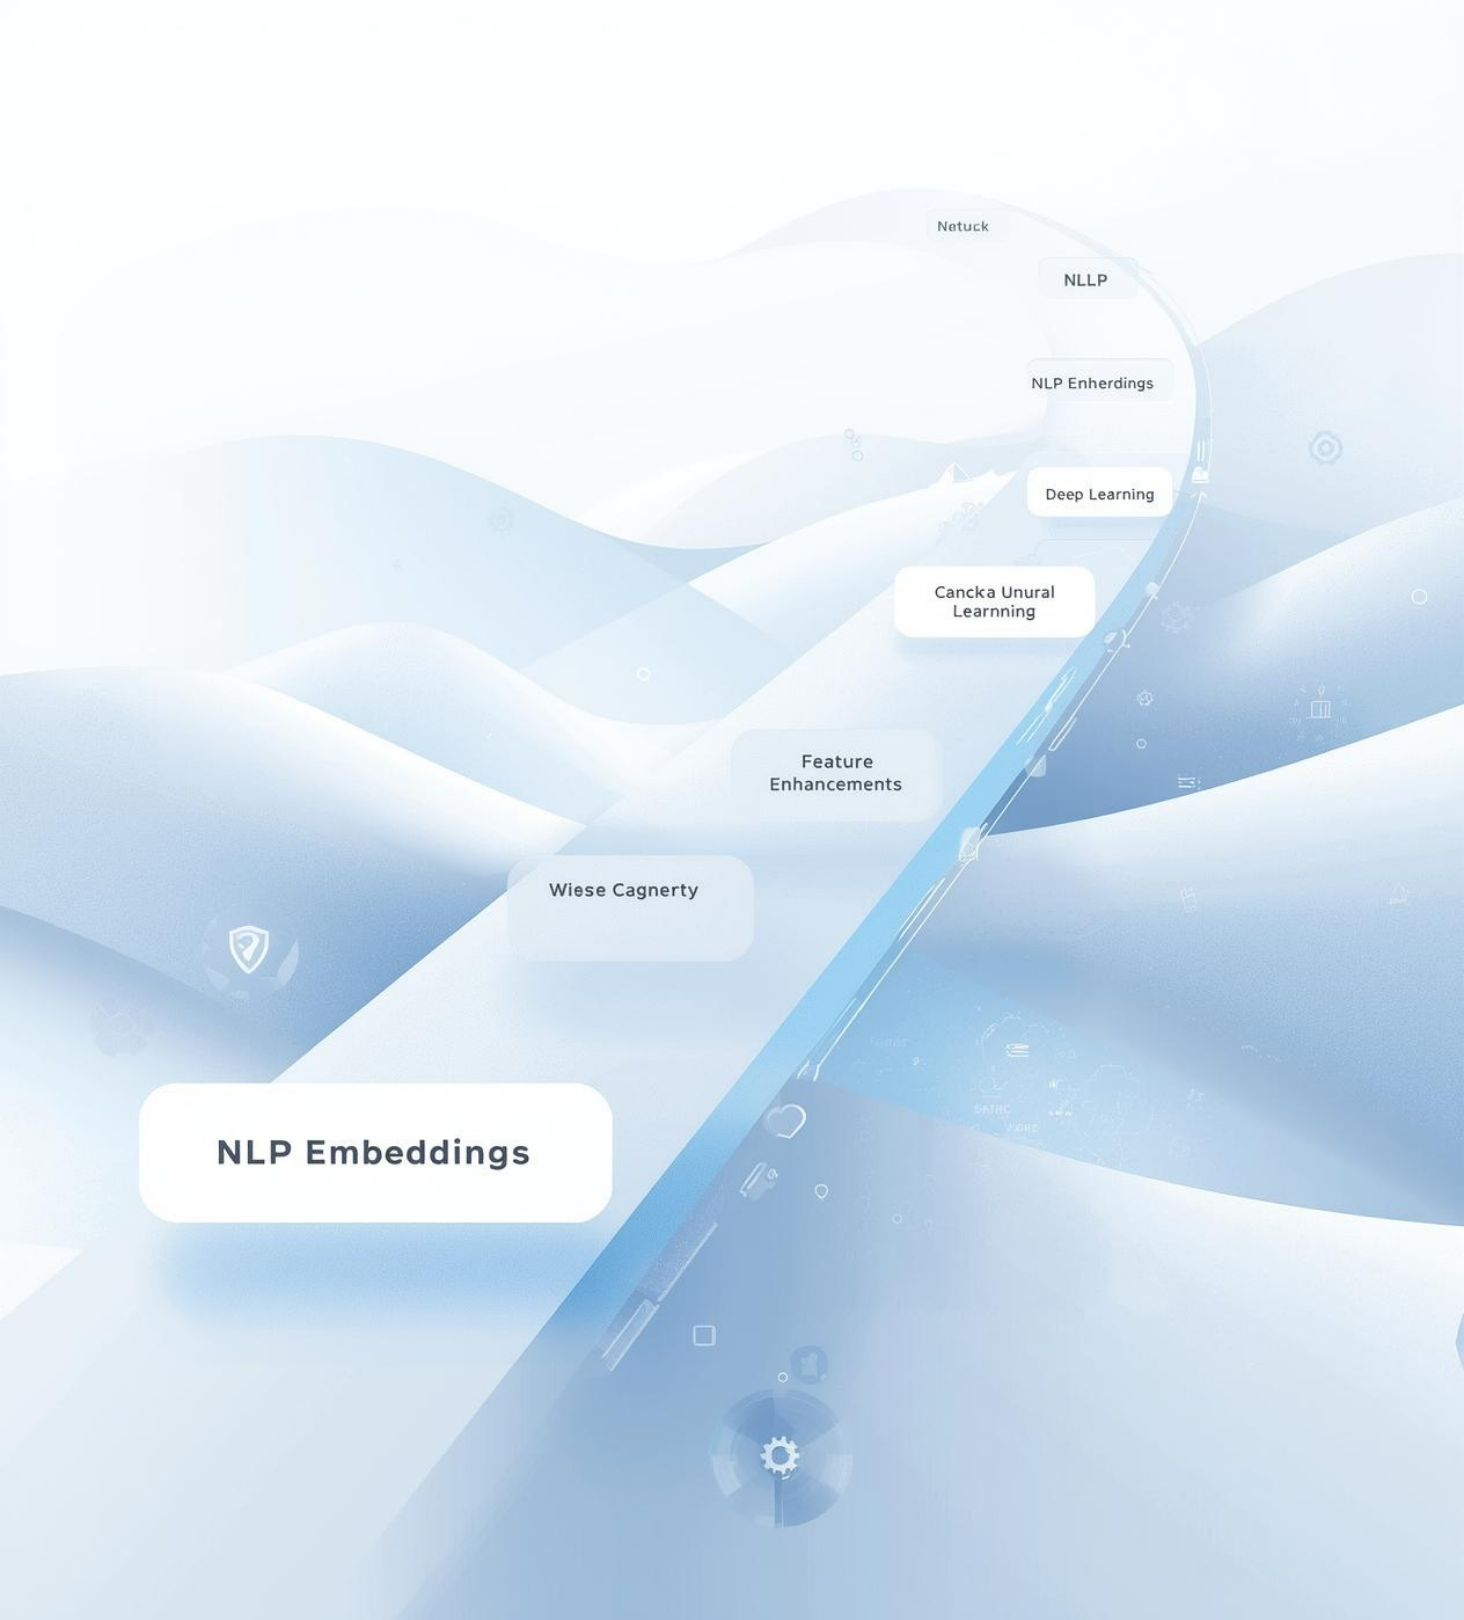 Netuck
NLLP
NLP Enherdings
Deep Learning
Cancka Unural
Learnning
Feature
Enhancements
Wiese Cagnerty
NLP Embeddings